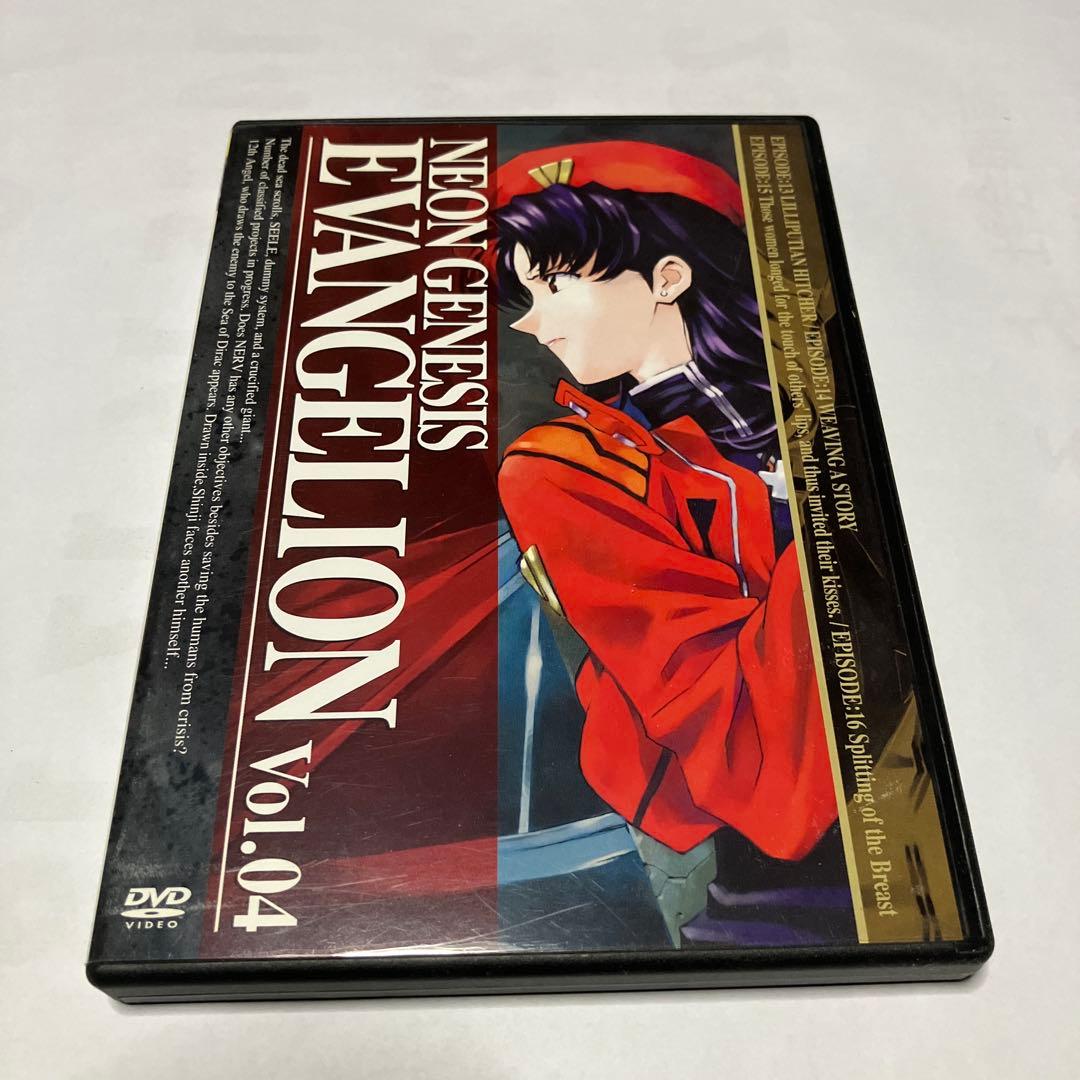 EPISODE:13 LILLIPUTIAN HITCHER / EPISODE:14 WEAVING A STORY
EPISODE:15 Those women longed for the touch of others' lips, and thus invited their kisses. / EPISODE:16 Splitting of the Breast
NEON GENESIS
EVANGELION Vol.04
The dead sea scrolls, SEELE, dummy system, and a crucified giant...
Number of classified projects in progress. Does NERV has any other objectives besides saving the humans from crisis?
12th Angel, who draws the enemy to the Sea of Dirac appears. Drawn inside,Shinji faces another himself...
DVD
VIDEO